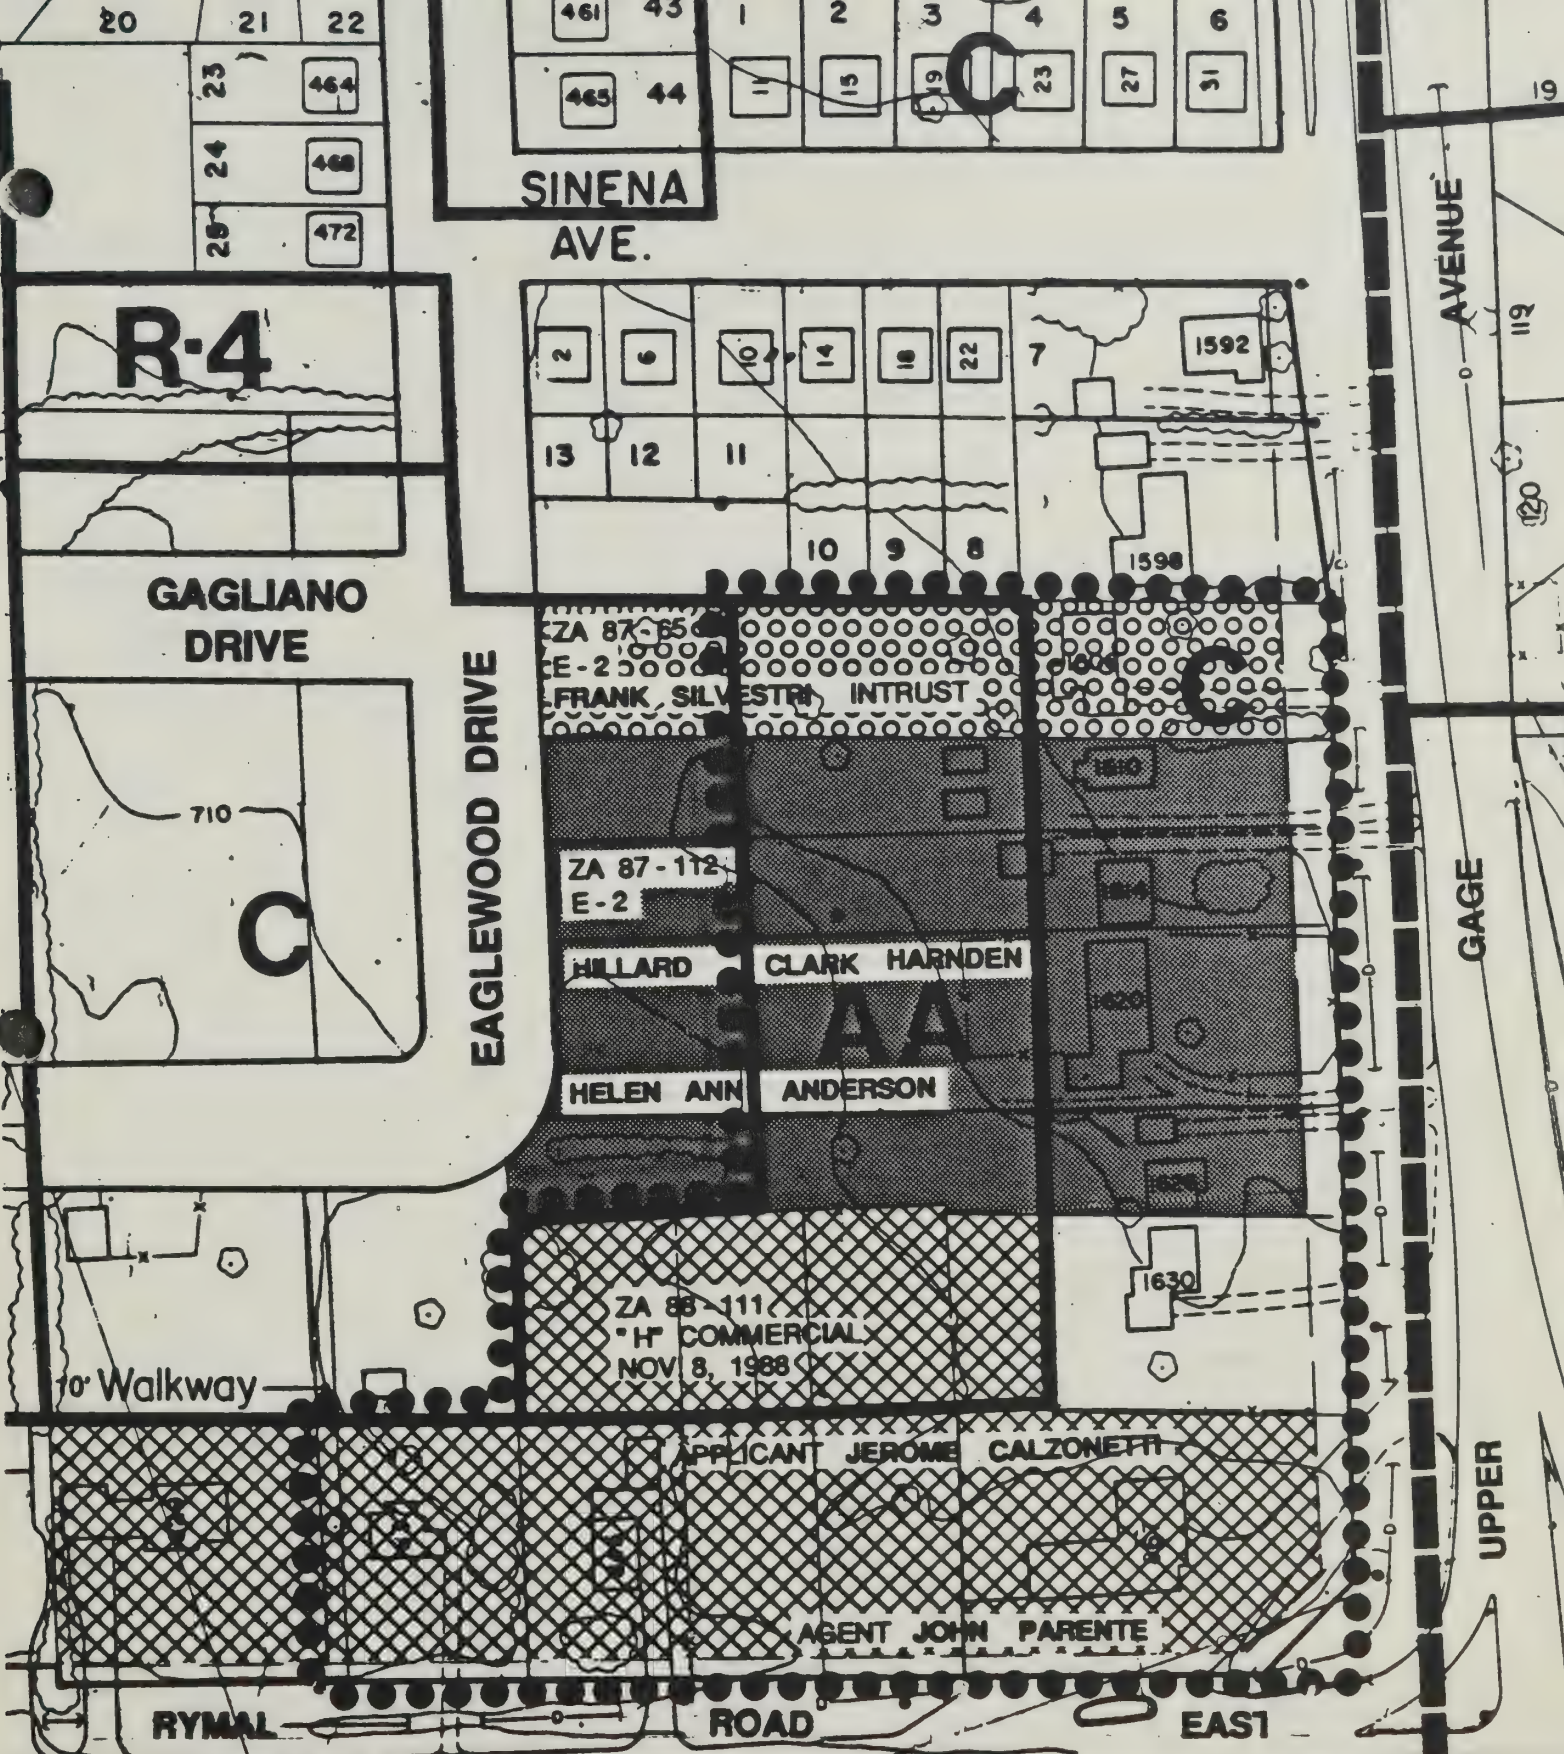 20 21 22
461 43 1 2 3 4 5 6
23 464
465 44 11 15 19 C 23 27 31
19
24 468
SINENA
AVE.
25 472
AVENUE
R-4
2 6 10 14 18 22 7 1592
119
13 12 11
120
10 9 8 1598
GAGLIANO
DRIVE
ZA 87-65
E-2
FRANK SILVESTRI INTRUST
C
EAGLEWOOD DRIVE
710
1610
ZA 87-112
E-2
1614
GAGE
C
HILLARD CLARK HARNDEN
1620
AA
HELEN ANN ANDERSON
1626
1630
ZA 88-111
"H" COMMERCIAL
NOV 8, 1988
10' Walkway
APPLICANT JEROME CALZONETTI
UPPER
AGENT JOHN PARENTE
RYMAL ROAD EAST